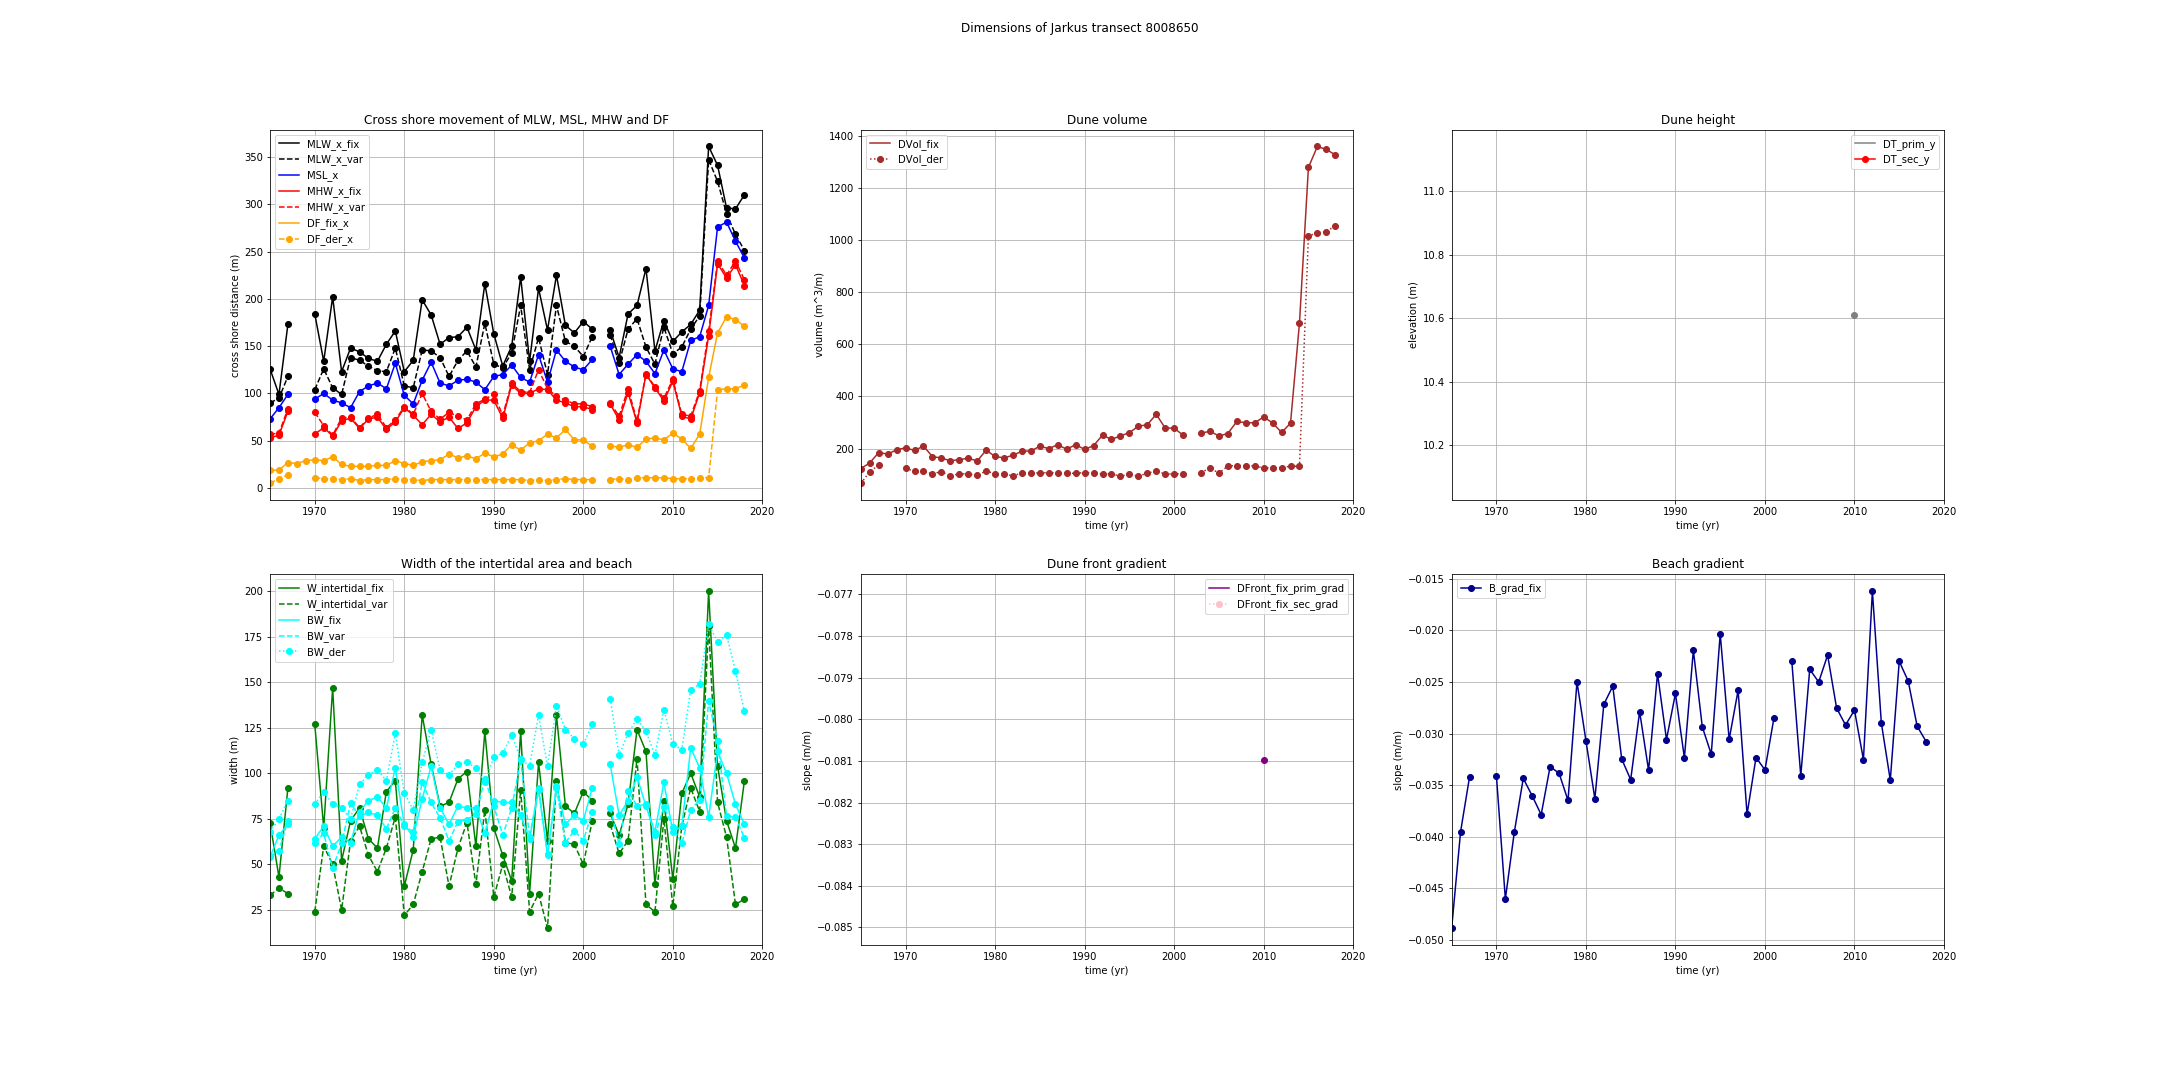 Dimensions of Jarkus transect 8008650
Cross shore movement of MLW, MSL, MHW and DF
MLW_x_fix
MLW_x_var
MSL_x
MHW_x_fix
MHW_x_var
DF_fix_x
DF_der_x
cross shore distance (m)
350
300
250
200
150
100
50
0
1970 1980 1990 2000 2010 2020
time (yr)
Dune volume
DVol_fix
DVol_der
volume (m^3/m)
1400
1200
1000
800
600
400
200
1970 1980 1990 2000 2010 2020
time (yr)
Dune height
DT_prim_y
DT_sec_y
elevation (m)
11.0
10.8
10.6
10.4
10.2
1970 1980 1990 2000 2010 2020
time (yr)
Width of the intertidal area and beach
W_intertidal_fix
W_intertidal_var
BW_fix
BW_var
BW_der
width (m)
200
175
150
125
100
75
50
25
1970 1980 1990 2000 2010 2020
time (yr)
Dune front gradient
DFront_fix_prim_grad
DFront_fix_sec_grad
slope (m/m)
−0.077
−0.078
−0.079
−0.080
−0.081
−0.082
−0.083
−0.084
−0.085
1970 1980 1990 2000 2010 2020
time (yr)
Beach gradient
B_grad_fix
slope (m/m)
−0.015
−0.020
−0.025
−0.030
−0.035
−0.040
−0.045
−0.050
1970 1980 1990 2000 2010 2020
time (yr)